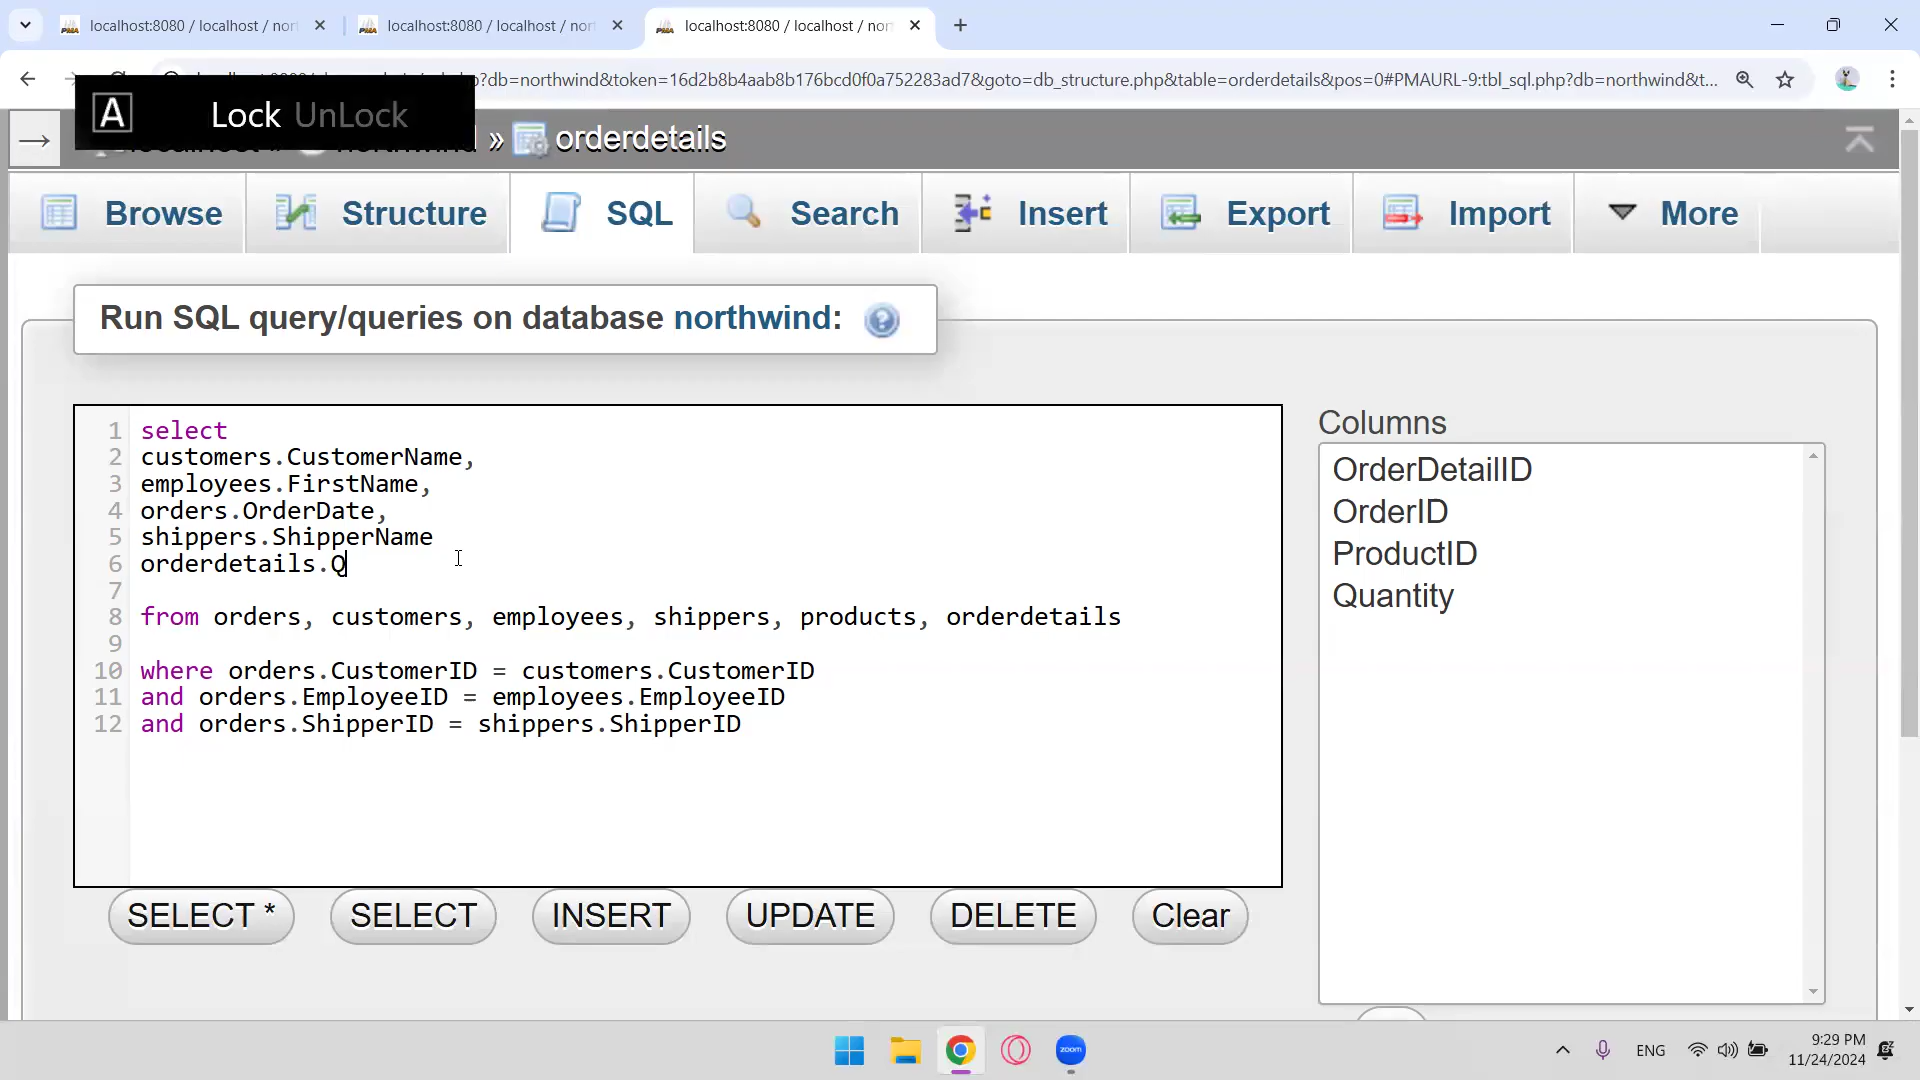 localhost:8080 / localhost / nor
localhost:8080 / localhost / nor
localhost:8080 / localhost / nor
?db=northwind&token=16d2b8b4aab8b176bcd0f0a752283ad7&goto=db_structure.php&table=orderdetails&pos=0#PMAURL-9:tbl_sql.php?db=northwind&t...
A Lock UnLock
» orderdetails
Browse
Structure
SQL
Search
Insert
Export
Import
More
Run SQL query/queries on database northwind:
1 select
2 customers.CustomerName,
3 employees.FirstName,
4 orders.OrderDate,
5 shippers.ShipperName
6 orderdetails.Q
7
8 from orders, customers, employees, shippers, products, orderdetails
9
10 where orders.CustomerID = customers.CustomerID
11 and orders.EmployeeID = employees.EmployeeID
12 and orders.ShipperID = shippers.ShipperID
Columns
OrderDetailID
OrderID
ProductID
Quantity
SELECT *
SELECT
INSERT
UPDATE
DELETE
Clear
zoom
ENG
9:29 PM
11/24/2024